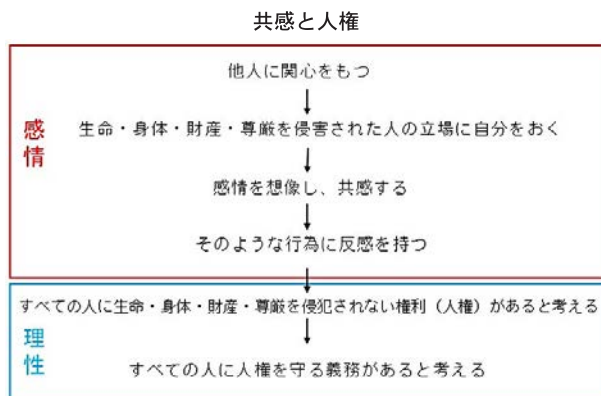 共感と人権
他人に関心をもつ
感情
生命・身体・財産・尊厳を侵害された人の立場に自分をおく
感情を想像し、共感する
そのような行為に反感を持つ
すべての人に生命・身体・財産・尊厳を侵犯されない権利（人権）があると考える
理性
すべての人に人権を守る義務があると考える